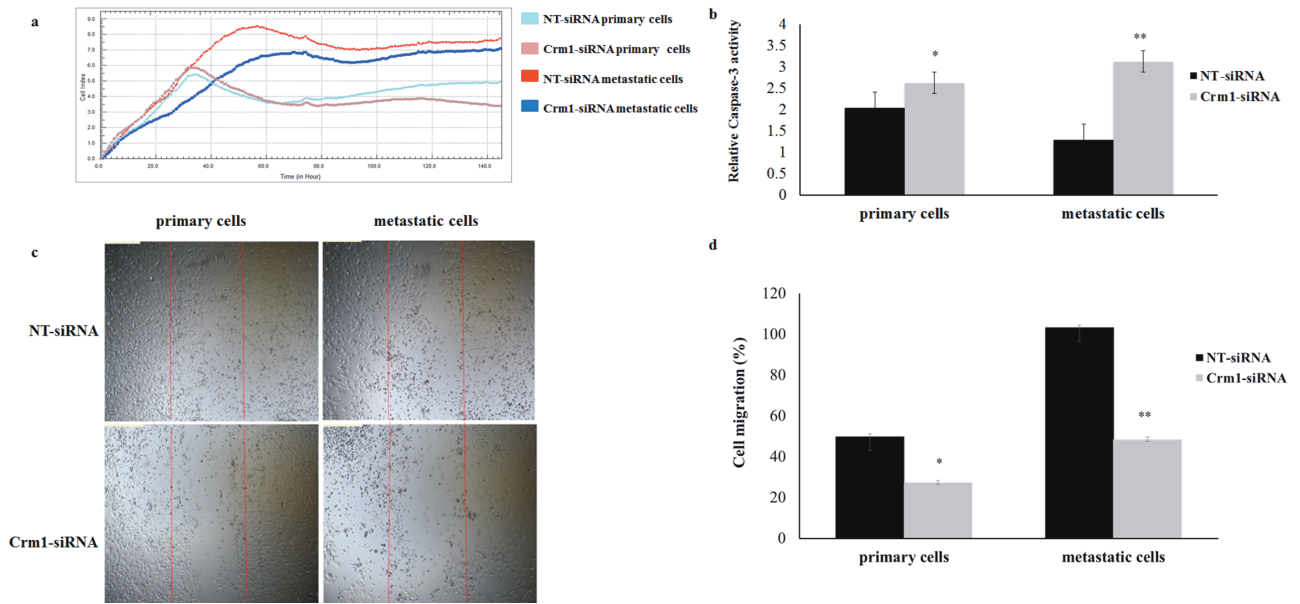 a
9.0
8.0
7.0
6.0
5.0
4.0
3.0
2.0
1.0
0.0
Cell Index
0.0 20.0 40.0 60.0 80.0 100.0 120.0 140.0
Time (in Hour)
NT-siRNA primary cells
Crm1-siRNA primary cells
NT-siRNA metastatic cells
Crm1-siRNA metastatic cells
b
4
3.5
3
2.5
2
1.5
1
0.5
0
Relative Caspase-3 activity
*
**
primary cells metastatic cells
NT-siRNA
Crm1-siRNA
c
primary cells metastatic cells
NT-siRNA
Crm1-siRNA
d
120
100
80
60
40
20
0
Cell migration (%)
*
**
primary cells metastatic cells
NT-siRNA
Crm1-siRNA